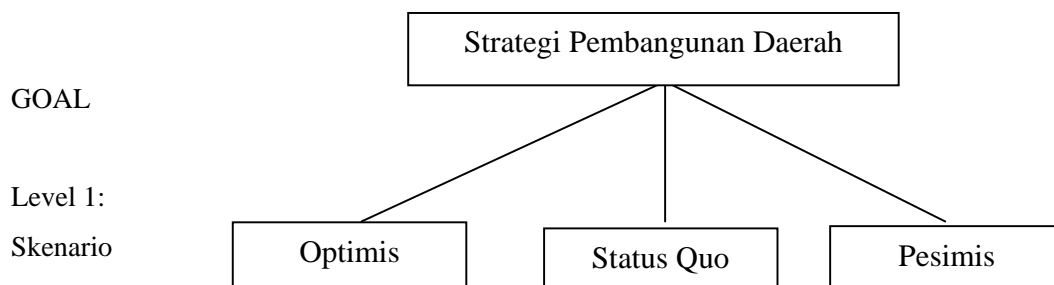 Strategi Pembangunan Daerah
GOAL
Level 1:
Skenario
Optimis
Status Quo
Pesimis